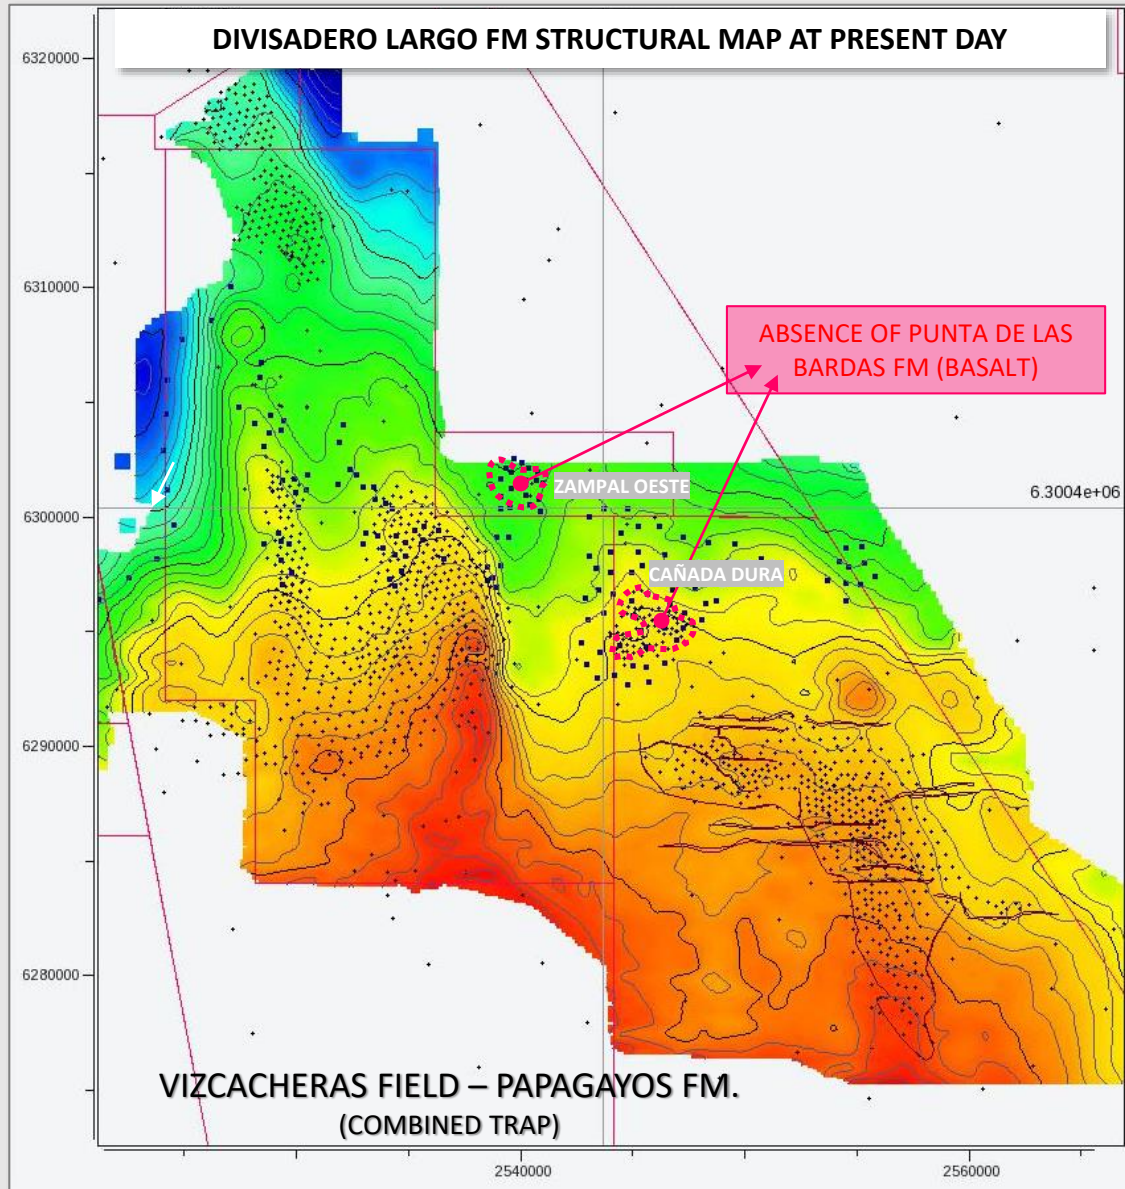 DIVISADERO LARGO FM STRUCTURAL MAP AT PRESENT DAY
6320000
6310000
ABSENCE OF PUNTA DE LAS
BARDAS FM (BASALT)
ZAMPAL OESTE
6.3004e+06
6300000
CAÑADA DURA
6290000
6280000
VIZCACHERAS FIELD – PAPAGAYOS FM.
(COMBINED TRAP)
2540000
2560000